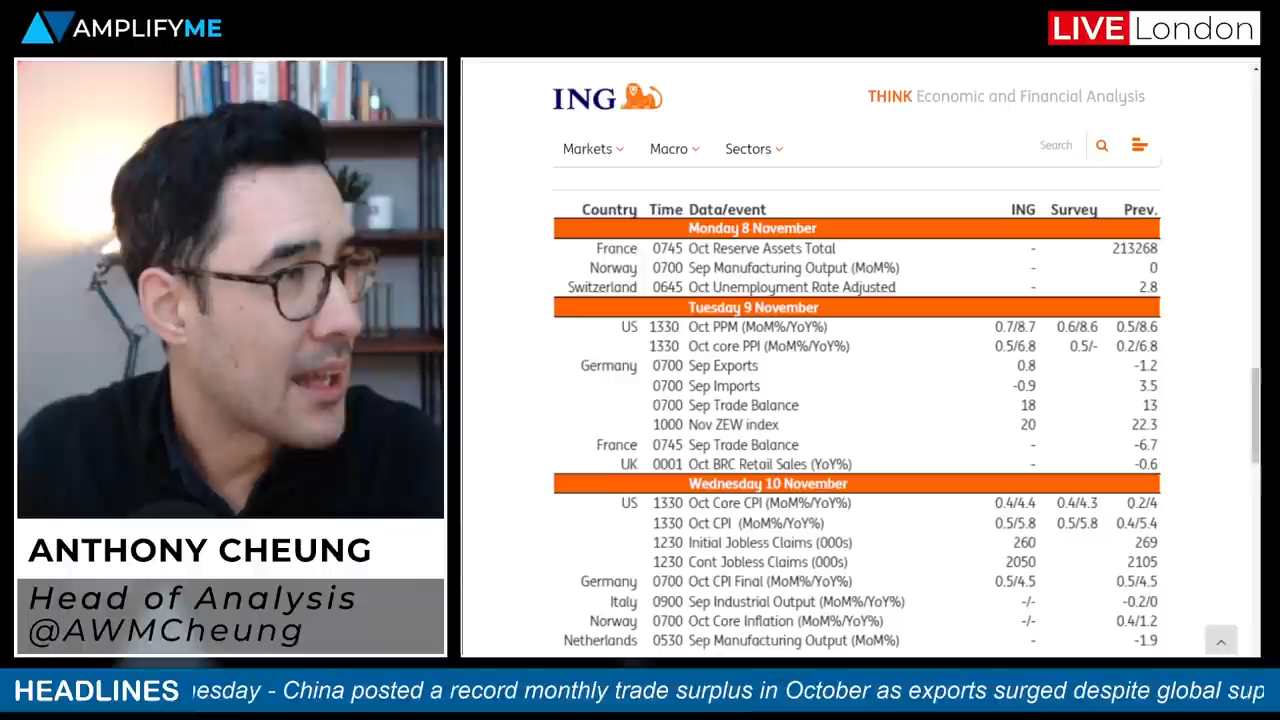 AMPLIFYME
LIVE London
ING
THINK Economic and Financial Analysis
Markets Macro Sectors
Search
Country Time Data/event ING Survey Prev.
Monday 8 November
France 0745 Oct Reserve Assets Total - 213268
Norway 0700 Sep Manufacturing Output (MoM%) - 0
Switzerland 0645 Oct Unemployment Rate Adjusted 2.8
Tuesday 9 November
US 1330 Oct PPM (MoM%/YoY%) 0.7/8.7 0.6/8.6 0.5/8.6
1330 Oct core PPI (MoM%/YoY%) 0.5/6.8 0.5/- 0.2/6.8
Germany 0700 Sep Exports 0.8 -1.2
0700 Sep Imports -0.9 3.5
0700 Sep Trade Balance 18 13
1000 Nov ZEW index 20 22.3
France 0745 Sep Trade Balance - -6.7
UK 0001 Oct BRC Retail Sales (YoY%) - -0.6
Wednesday 10 November
US 1330 Oct Core CPI (MoM%/YoY%) 0.4/4.4 0.4/4.3 0.2/4
1330 Oct CPI (MoM%/YoY%) 0.5/5.8 0.5/5.8 0.4/5.4
1230 Initial Jobless Claims (000s) 260 269
1230 Cont Jobless Claims (000s) 2050 2105
Germany 0700 Oct CPI Final (MoM%/YoY%) 0.5/4.5 0.5/4.5
Italy 0900 Sep Industrial Output (MoM%/YoY%) -/- -0.2/0
Norway 0700 Oct Core Inflation (MoM%/YoY%) -/- 0.4/1.2
Netherlands 0530 Sep Manufacturing Output (MoM%) - -1.9
ANTHONY CHEUNG
Head of Analysis
@AWMCheung
HEADLINES uesday - China posted a record monthly trade surplus in October as exports surged despite global sup